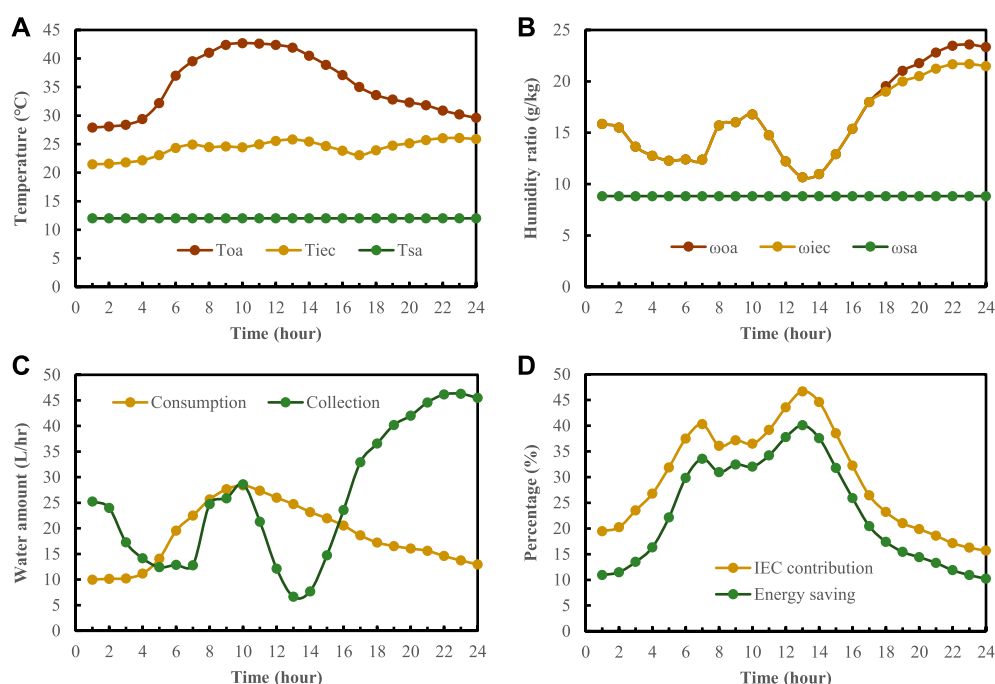 A
Temperature (℃)
45
40
35
30
25
20
15
10
5
0
Toa Tiec Tsa
0 2 4 6 8 10 12 14 16 18 20 22 24
Time (hour)
B
Humidity ratio (g/kg)
25
20
15
10
5
0
ωoa ωiec ωsa
0 2 4 6 8 10 12 14 16 18 20 22 24
Time (hour)
C
Water amount (L/hr)
50
45
40
35
30
25
20
15
10
5
0
Consumption Collection
0 2 4 6 8 10 12 14 16 18 20 22 24
Time (hour)
D
Percentage (%)
50
45
40
35
30
25
20
15
10
5
0
IEC contribution
Energy saving
0 2 4 6 8 10 12 14 16 18 20 22 24
Time (hour)